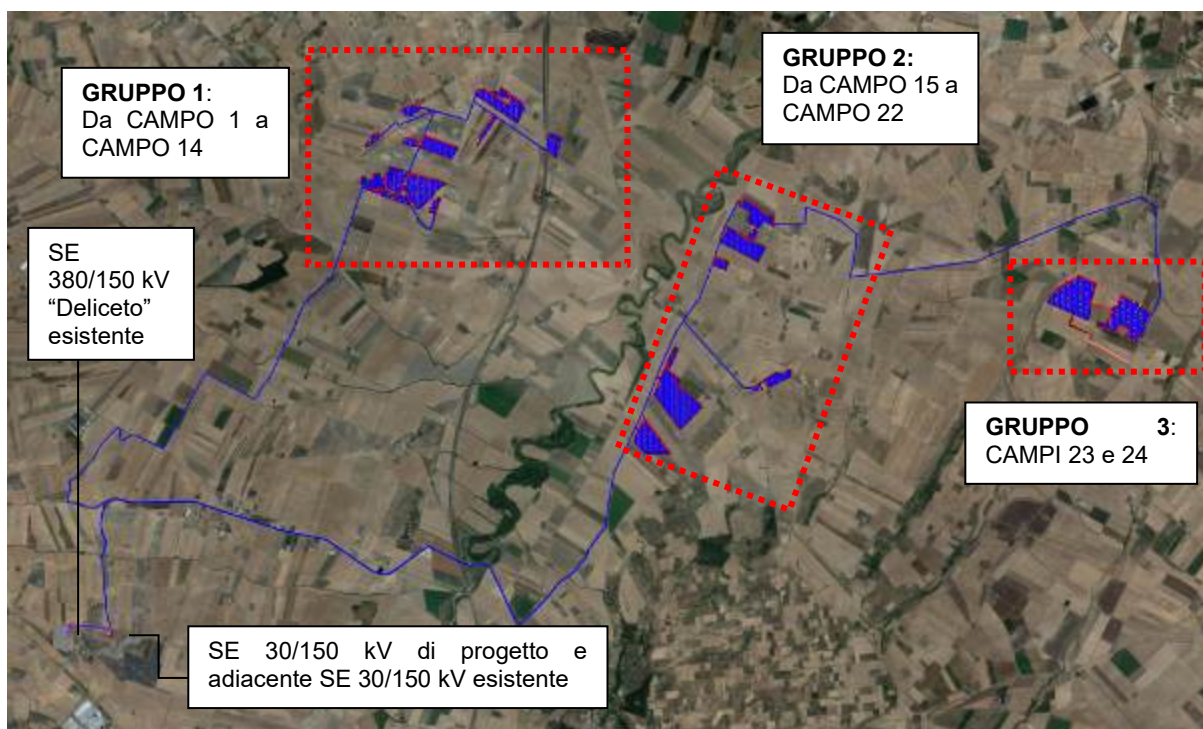 GRUPPO 1:
Da CAMPO 1 a
CAMPO 14
GRUPPO 2:
Da CAMPO 15 a
CAMPO 22
SE
380/150 kV
“Deliceto”
esistente
GRUPPO 3:
CAMPI 23 e 24
SE 30/150 kV di progetto e
adiacente SE 30/150 kV esistente